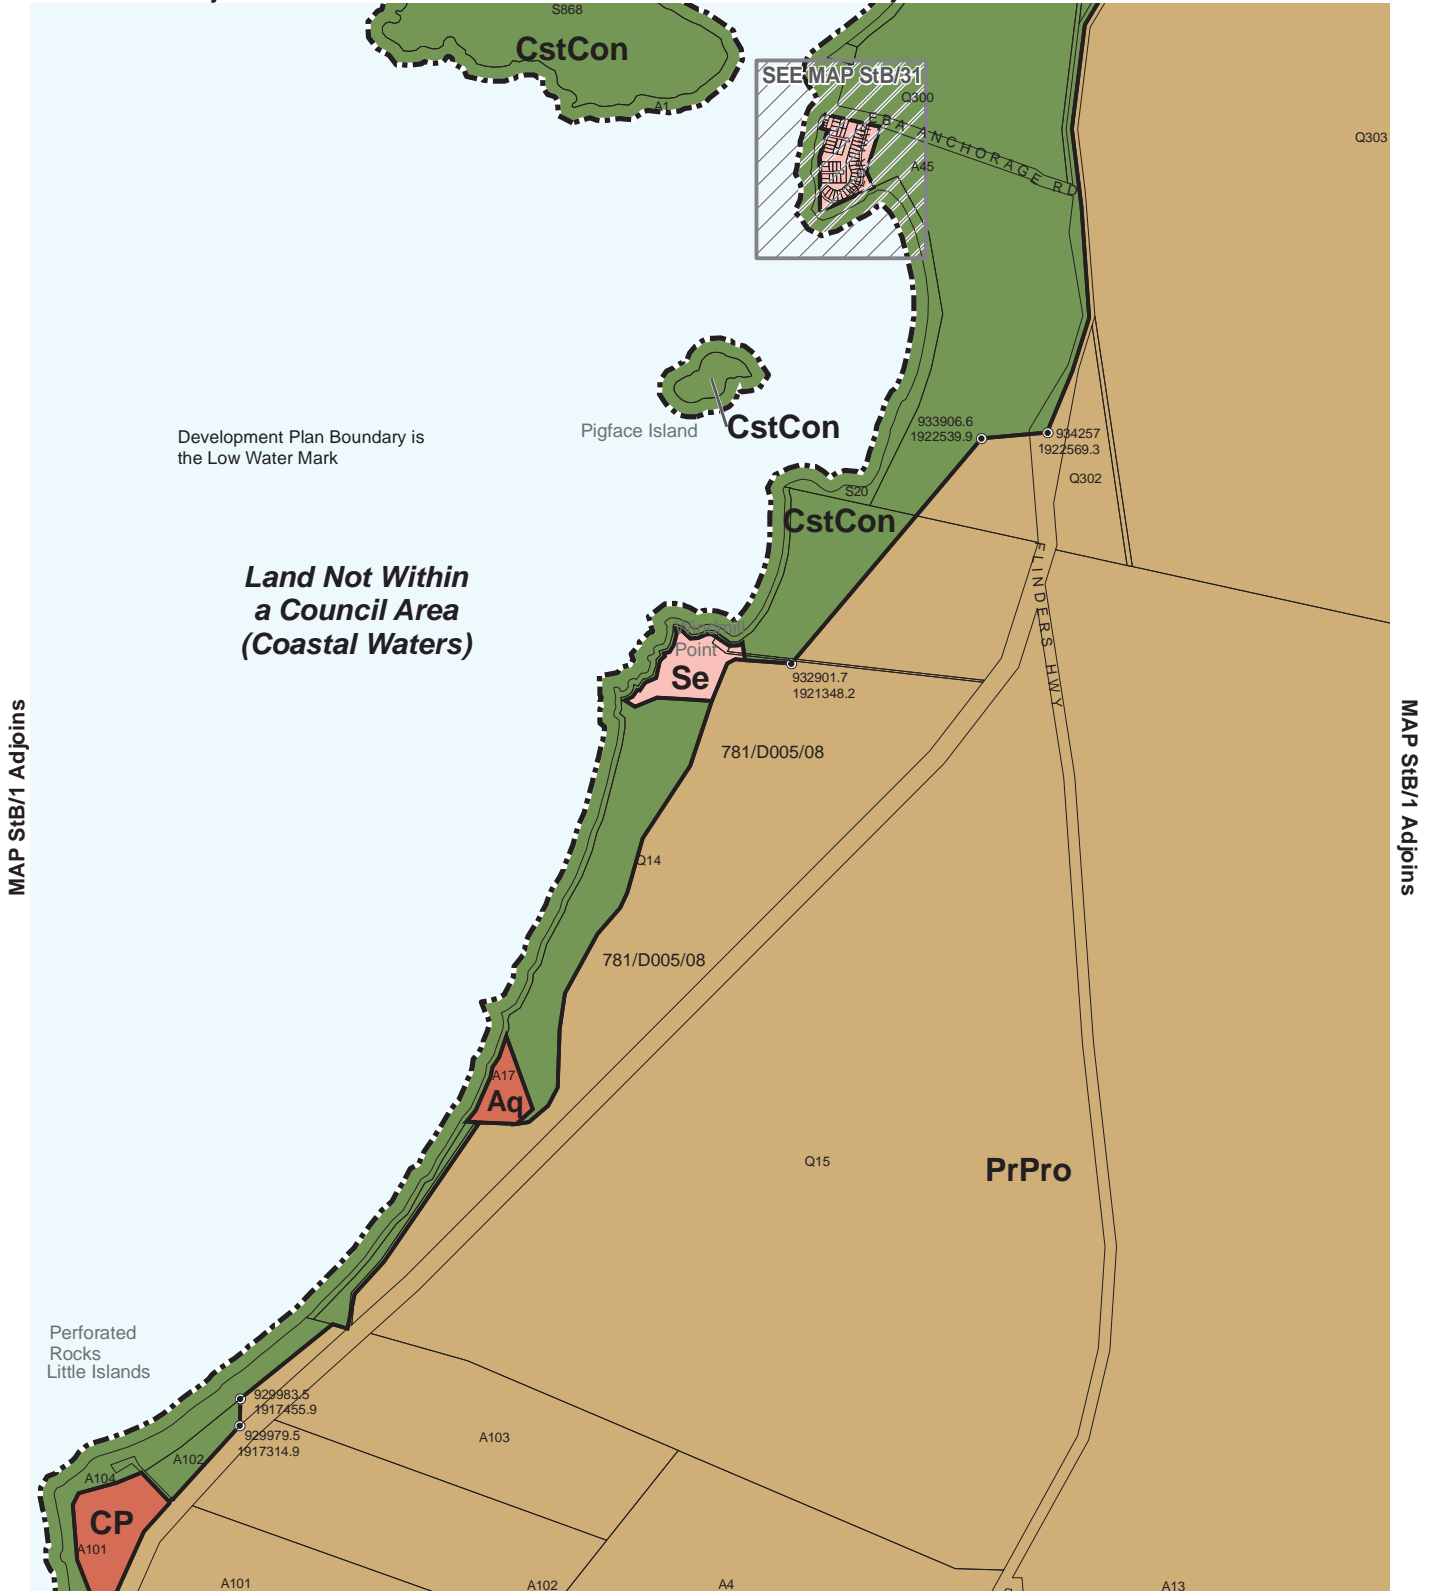 S868
CstCon
A1
SEE MAP StB/31
Q300
EBA ANCHORAGE RD
A45
Q303
Pigface Island
CstCon
Development Plan Boundary is
the Low Water Mark
933906.6
1922539.9
934257
1922569.3
Q302
S20
CstCon
FLINDERS HWY
Land Not Within
a Council Area
(Coastal Waters)
Windmill
Point
Se
932901.7
1921348.2
MAP StB/1 Adjoins
MAP StB/1 Adjoins
781/D005/08
Q14
781/D005/08
A17
Aq
Q15
PrPro
Perforated
Rocks
Little Islands
929983.5
1917455.9
929979.5
1917314.9
A103
A102
A104
CP
A101
A101
A102
A4
A13